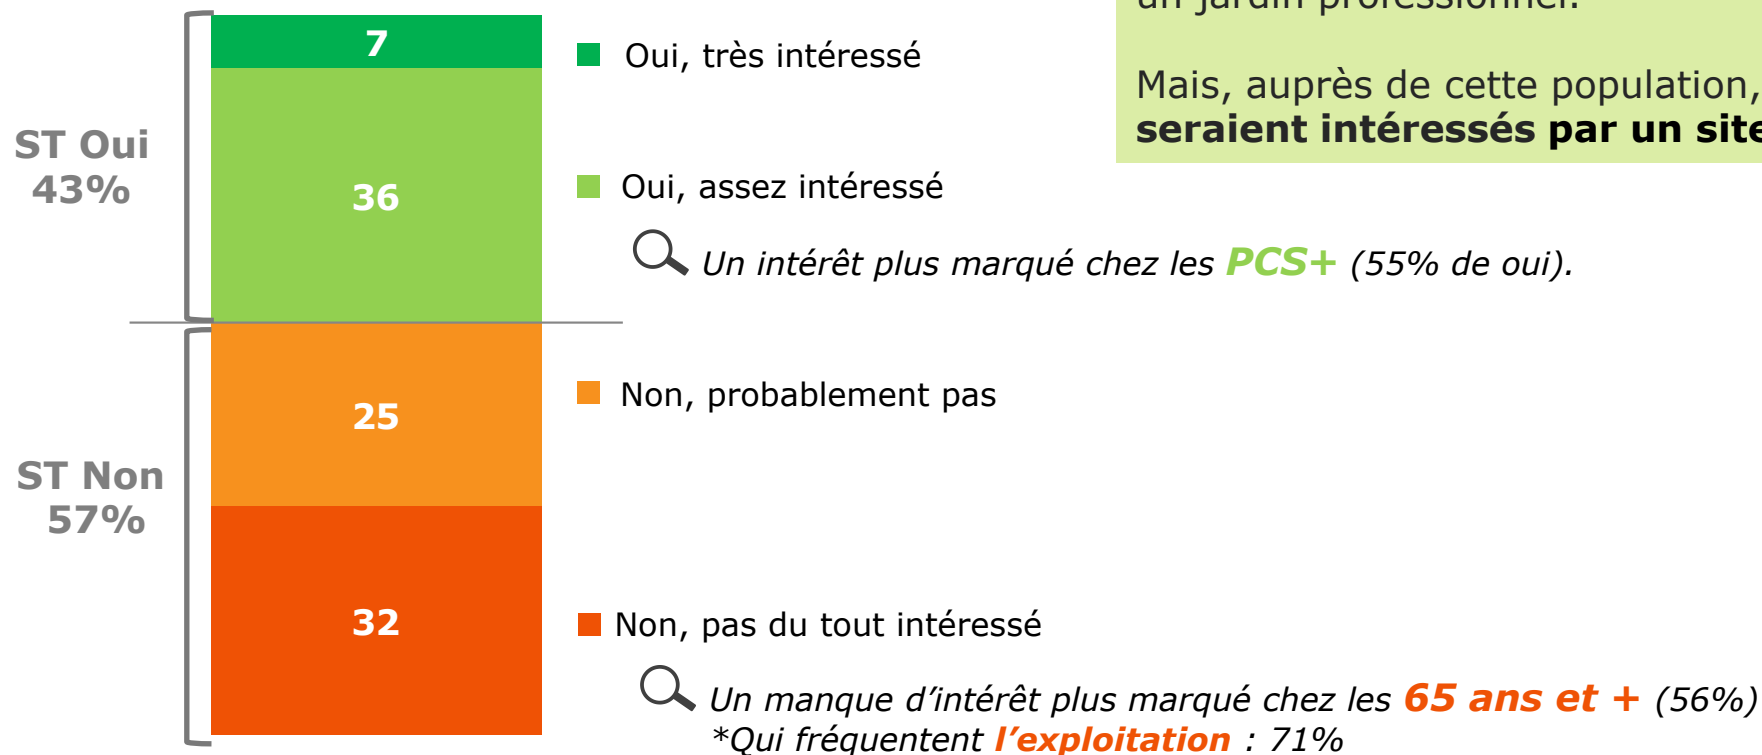 un jardin professionnel.
Mais, auprès de cette population,
seraient intéressés par un site
ST Oui
43%
7
36
Oui, très intéressé
Oui, assez intéressé
Un intérêt plus marqué chez les PCS+ (55% de oui).
ST Non
57%
25
32
Non, probablement pas
Non, pas du tout intéressé
Un manque d’intérêt plus marqué chez les 65 ans et + (56%)
*Qui fréquentent l’exploitation : 71%